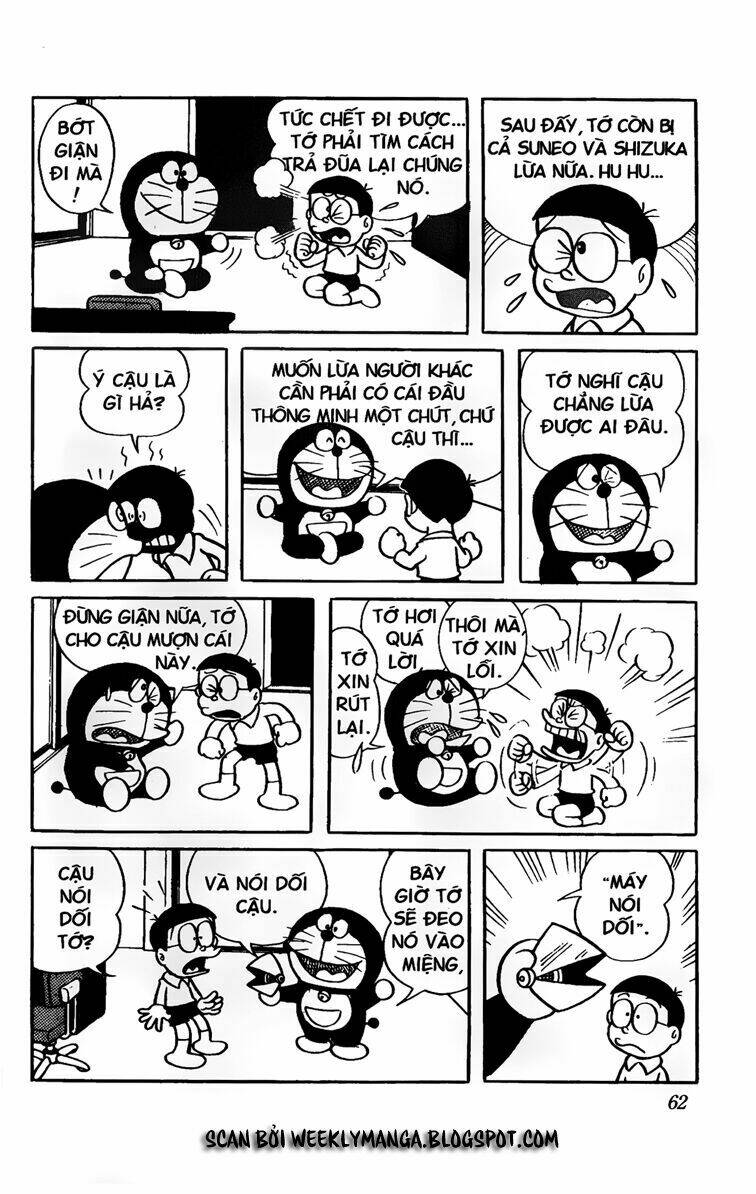 SAU ĐẤY, TỚ CÒN BỊ
CẢ SUNEO VÀ SHIZUKA
LỪA NỮA. HU HU...
TỨC CHẾT ĐI ĐƯỢC...
TỚ PHẢI TÌM CÁCH
TRẢ ĐŨA LẠI CHÚNG
NÓ.
BỚT
GIẬN
ĐI MÀ
!
TỚ NGHĨ CẬU
CHẲNG LỪA
ĐƯỢC AI ĐÂU.
MUỐN LỪA NGƯỜI KHÁC
CẦN PHẢI CÓ CÁI ĐẦU
THÔNG MINH MỘT CHÚT, CHỨ
CẬU THÌ...
Ý CẬU LÀ
GÌ HẢ?
THÔI MÀ,
TỚ XIN
LỖI.
TỚ HƠI
QUÁ
LỜI,
TỚ
XIN
RÚT
LẠI.
ĐỪNG GIẬN NỮA, TỚ
CHO CẬU MƯỢN CÁI
NÀY.
"MÁY
NÓI
DỐI".
BÂY
GIỜ TỚ
SẼ ĐEO
NÓ VÀO
MIỆNG,
VÀ NÓI DỐI
CẬU.
CẬU
NÓI
DỐI
TỚ?
62
SCAN BỞI WEEKLYMANGA.BLOGSPOT.COM